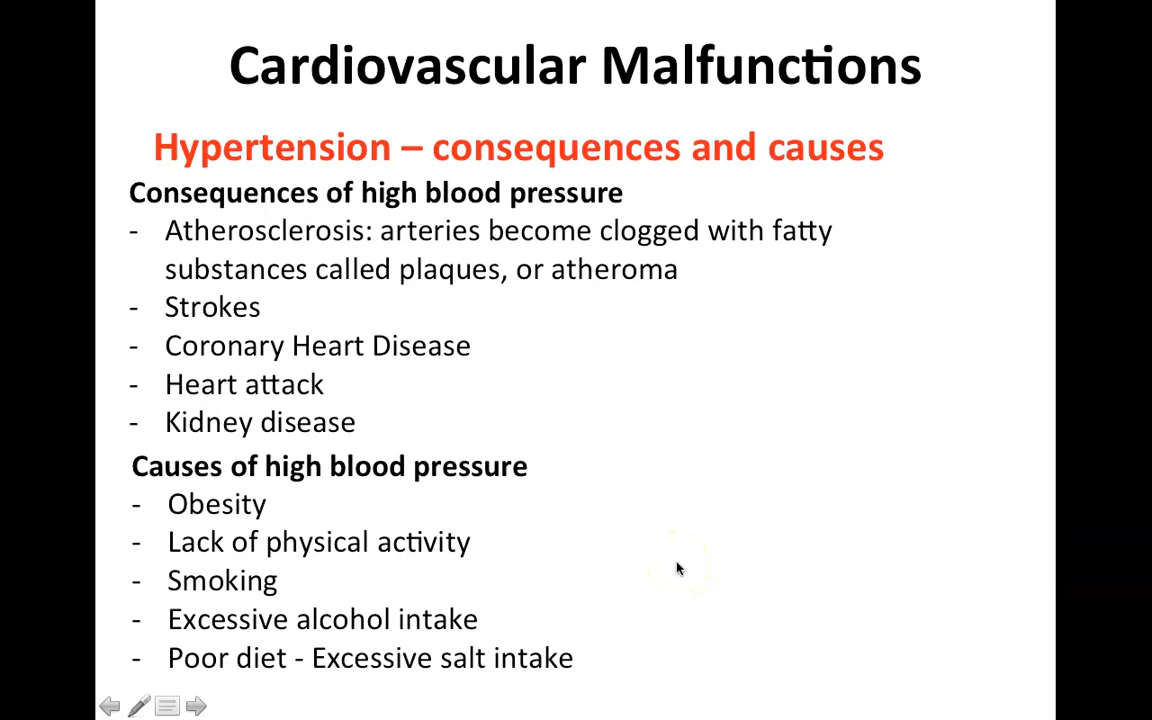 Cardiovascular Malfunctions
Hypertension – consequences and causes
Consequences of high blood pressure
- Atherosclerosis: arteries become clogged with fatty
substances called plaques, or atheroma
- Strokes
- Coronary Heart Disease
- Heart attack
- Kidney disease
Causes of high blood pressure
- Obesity
- Lack of physical activity
- Smoking
- Excessive alcohol intake
- Poor diet - Excessive salt intake